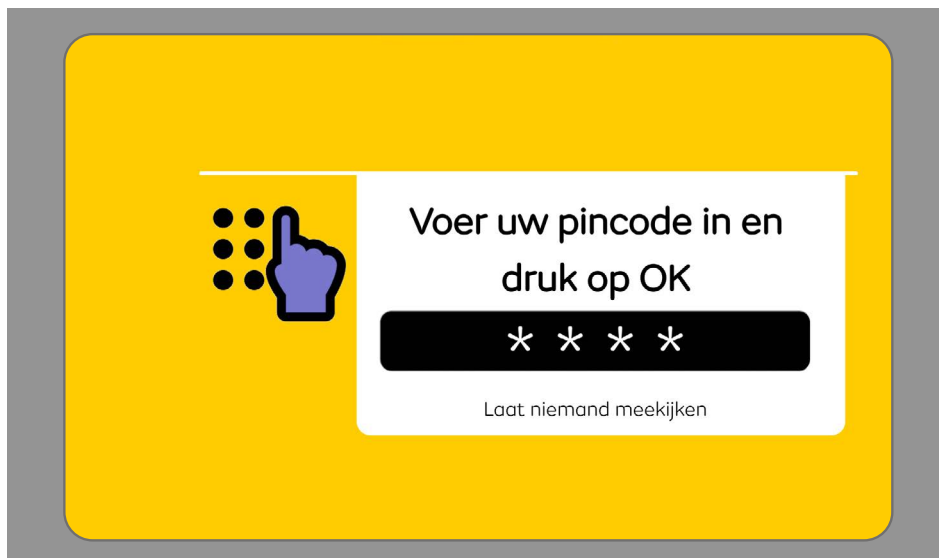 Voer uw pincode in en
druk op OK
* * * *
Laat niemand meekijken